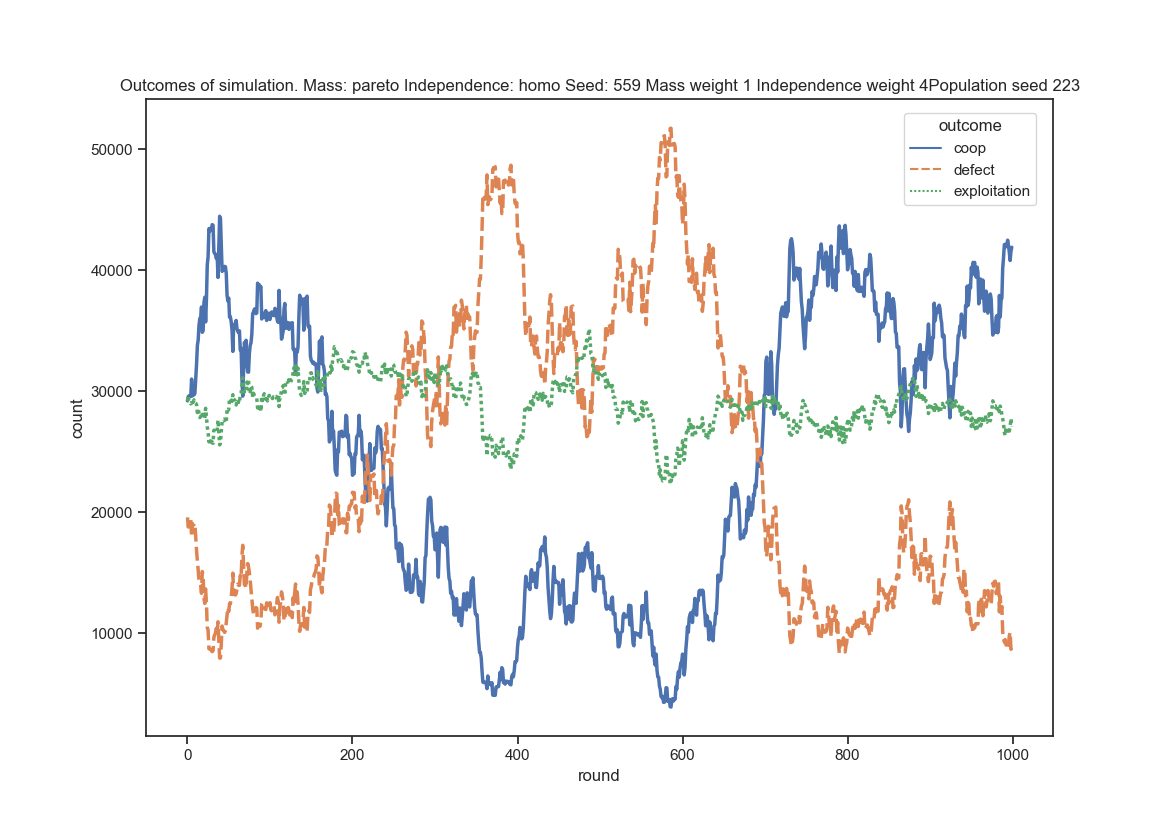 Outcomes of simulation. Mass: pareto Independence: homo Seed: 559 Mass weight 1 Independence weight 4Population seed 223
outcome
coop
defect
exploitation
50000
40000
30000
20000
10000
count
0 200 400 600 800 1000
round